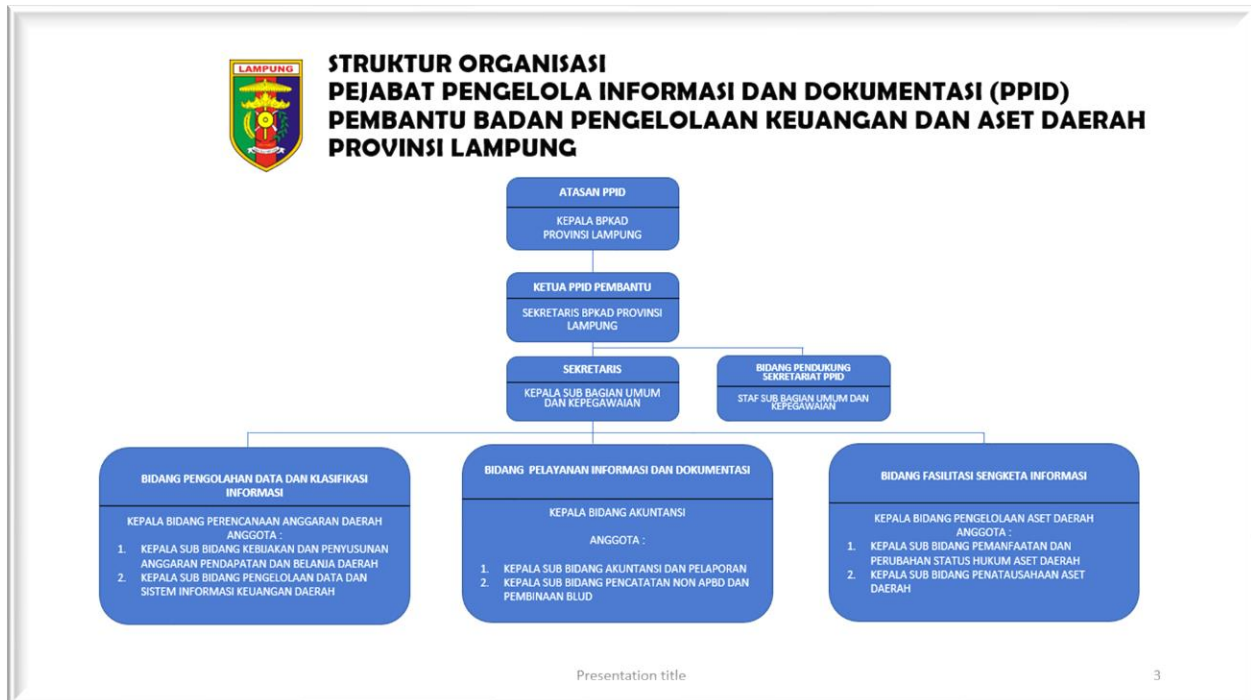 LAMPUNG
STRUKTUR ORGANISASI
PEJABAT PENGELOLA INFORMASI DAN DOKUMENTASI (PPID)
PEMBANTU BADAN PENGELOLAAN KEUANGAN DAN ASET DAERAH
PROVINSI LAMPUNG
ATASAN PPID
KEPALA BPKAD
PROVINSI LAMPUNG
KETUA PPID PEMBANTU
SEKRETARIS BPKAD PROVINSI
LAMPUNG
SEKRETARIS
KEPALA SUB BAGIAN UMUM
DAN KEPEGAWAIAN
BIDANG PENDUKUNG
SEKRETARIAT PPID
STAF SUB BAGIAN UMUM DAN
KEPEGAWAIAN
BIDANG PENGOLAHAN DATA DAN KLASIFIKASI
INFORMASI
KEPALA BIDANG PERENCANAAN ANGGARAN DAERAH
ANGGOTA :
1. KEPALA SUB BIDANG KEBIJAKAN DAN PENYUSUNAN
ANGGARAN PENDAPATAN DAN BELANJA DAERAH
2. KEPALA SUB BIDANG PENGELOLAAN DATA DAN
SISTEM INFORMASI KEUANGAN DAERAH
BIDANG PELAYANAN INFORMASI DAN DOKUMENTASI
KEPALA BIDANG AKUNTANSI
ANGGOTA :
1. KEPALA SUB BIDANG AKUNTANSI DAN PELAPORAN
2. KEPALA SUB BIDANG PENCATATAN NON APBD DAN
PEMBINAAN BLUD
BIDANG FASILITASI SENGKETA INFORMASI
KEPALA BIDANG PENGELOLAAN ASET DAERAH
ANGGOTA :
1. KEPALA SUB BIDANG PEMANFAATAN DAN
PERUBAHAN STATUS HUKUM ASET DAERAH
2. KEPALA SUB BIDANG PENATAUSAHAAN ASET
DAERAH
Presentation title
3